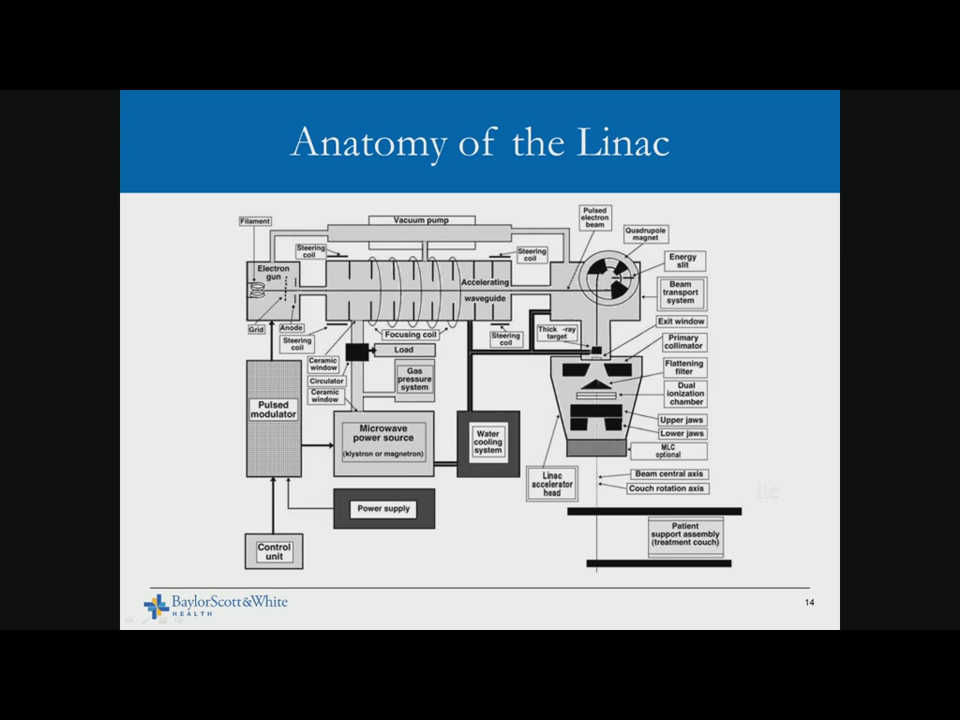 Anatomy of the Linac
Vacuum pump
Pulsed
electron
beam
Filament
Quadrupole
magnet
Steering
coil
Steering
coil
Energy
slit
Electron
gun
Accelerating
waveguide
Beam
transport
system
Grid
Anode
Steering
coil
Focusing coil
Steering
coil
Thick -ray
target
Exit window
Primary
collimator
Load
Ceramic
window
Circulator
Ceramic
window
Gas
pressure
system
Flattening
filter
Dual
ionization
chamber
Pulsed
modulator
Microwave
power source
(klystron or magnetron)
Water
cooling
system
Upper jaws
Lower jaws
MLC
optional
Linac
accelerator
head
Beam central axis
Couch rotation axis
Power supply
Control
unit
Patient
support assembly
(treatment couch)
BaylorScott&White
HEALTH
14